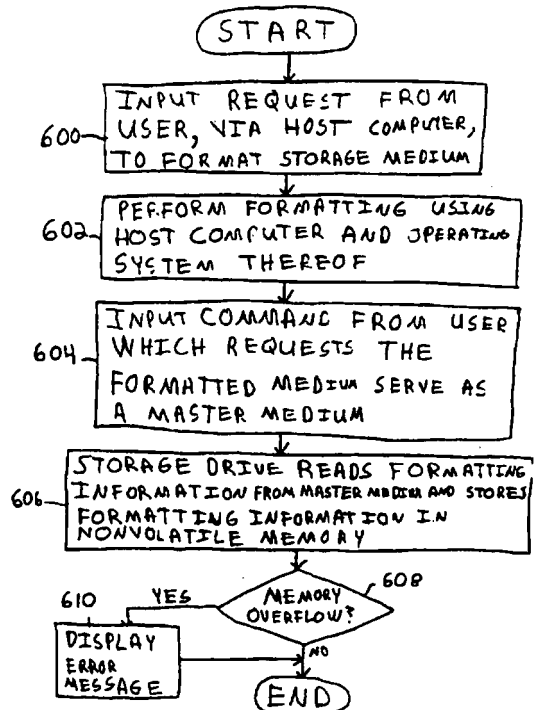 START
INPUT REQUEST FROM
USER, VIA HOST COMPUTER,
TO FORMAT STORAGE MEDIUM
600
PERFORM FORMATTING USING
HOST COMPUTER AND OPERATING
SYSTEM THEREOF
602
INPUT COMMAND FROM USER
WHICH REQUESTS THE
FORMATTED MEDIUM SERVE AS
A MASTER MEDIUM
604
STORAGE DRIVE READS FORMATTING
INFORMATION FROM MASTER MEDIUM AND STORES
FORMATTING INFORMATION IN
NONVOLATILE MEMORY
606
608
MEMORY
OVERFLOW?
YES
610
DISPLAY
ERROR
MESSAGE
NO
END